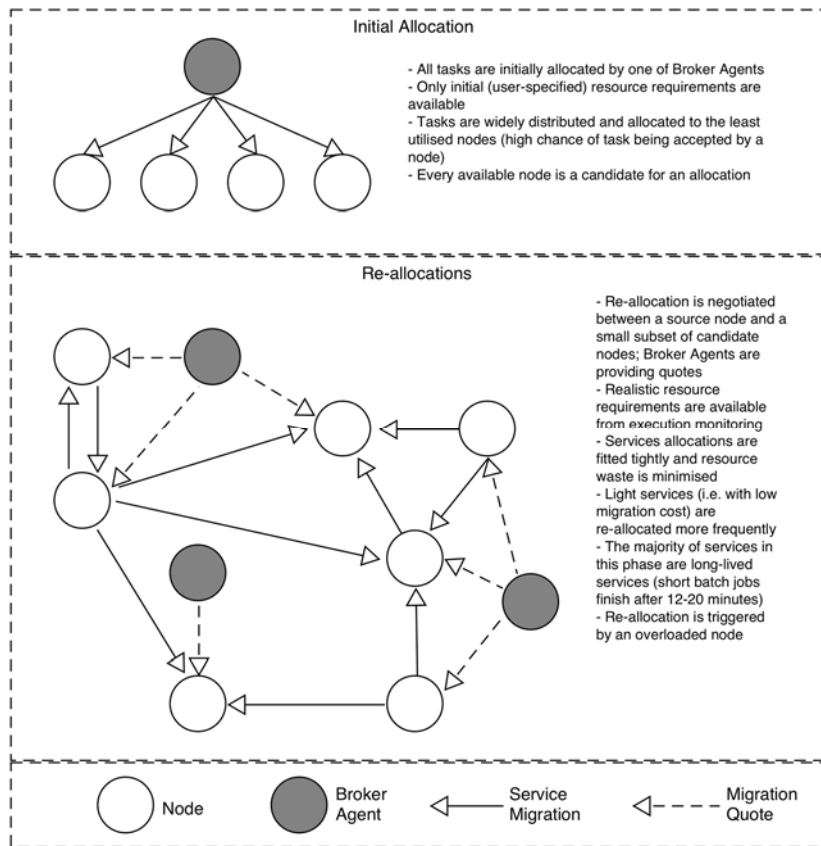 Initial Allocation
- All tasks are initially allocated by one of Broker Agents
- Only initial (user-specified) resource requirements are
available
- Tasks are widely distributed and allocated to the least
utilised nodes (high chance of task being accepted by a
node)
- Every available node is a candidate for an allocation
Re-allocations
- Re-allocation is negotiated
between a source node and a
small subset of candidate
nodes; Broker Agents are
providing quotes
- Realistic resource
requirements are available
from execution monitoring
- Services allocations are
fitted tightly and resource
waste is minimised
- Light services (i.e. with low
migration cost) are
re-allocated more frequently
- The majority of services in
this phase are long-lived
services (short batch jobs
finish after 12-20 minutes)
- Re-allocation is triggered
by an overloaded node
Node
Broker
Agent
Service
Migration
Migration
Quote